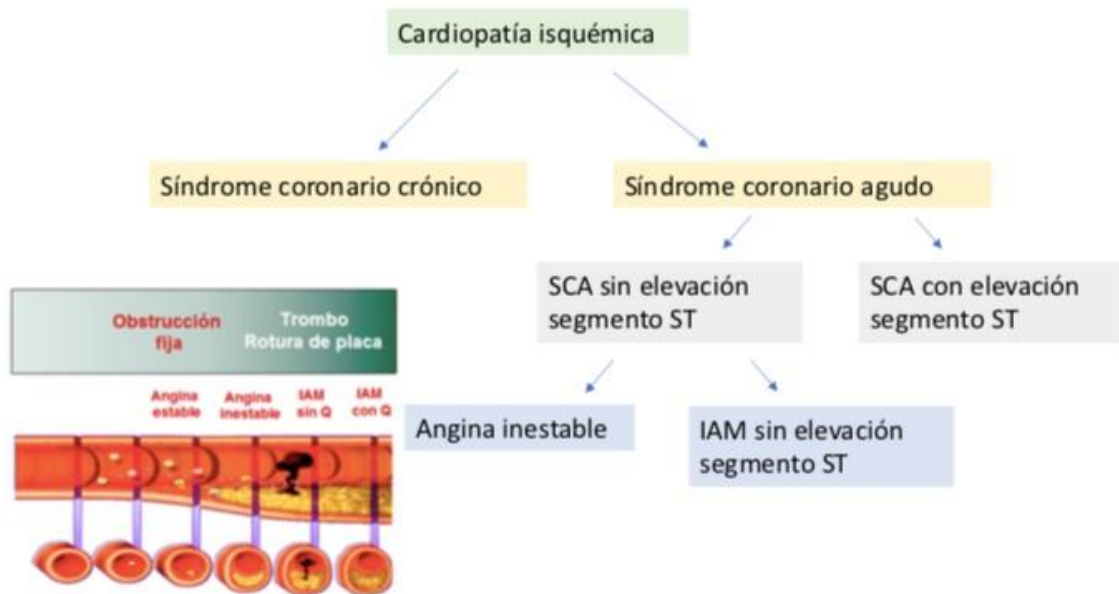 Cardiopatía isquémica
Síndrome coronario crónico
Síndrome coronario agudo
SCA sin elevación
segmento ST
SCA con elevación
segmento ST
Angina inestable
IAM sin elevación
segmento ST
Obstrucción
fija
Trombo
Rotura de placa
Angina
estable
Angina
inestable
IAM
sin Q
IAM
con Q